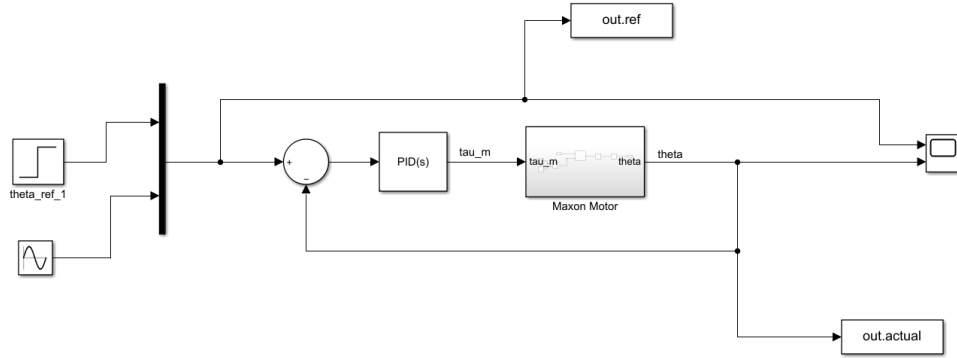 out.ref
+
PID(s)
tau_m
tau_m
theta
theta
theta_ref_1
−
Maxon Motor
out.actual